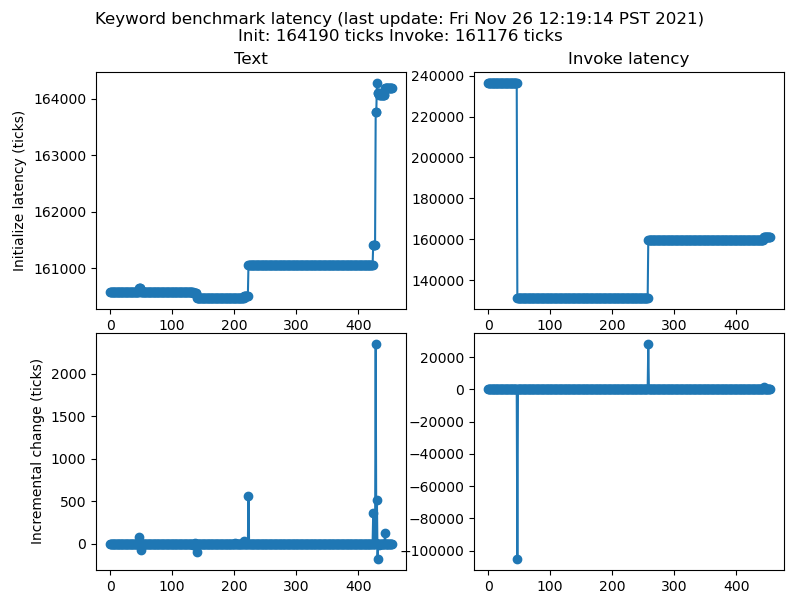 Keyword benchmark latency (last update: Fri Nov 26 12:19:14 PST 2021)
Init: 164190 ticks Invoke: 161176 ticks
Text
Invoke latency
Initialize latency (ticks)
164000
163000
162000
161000
0 100 200 300 400
240000
220000
200000
180000
160000
140000
0 100 200 300 400
Incremental change (ticks)
2000
1500
1000
500
0
0 100 200 300 400
20000
0
−20000
−40000
−60000
−80000
−100000
0 100 200 300 400